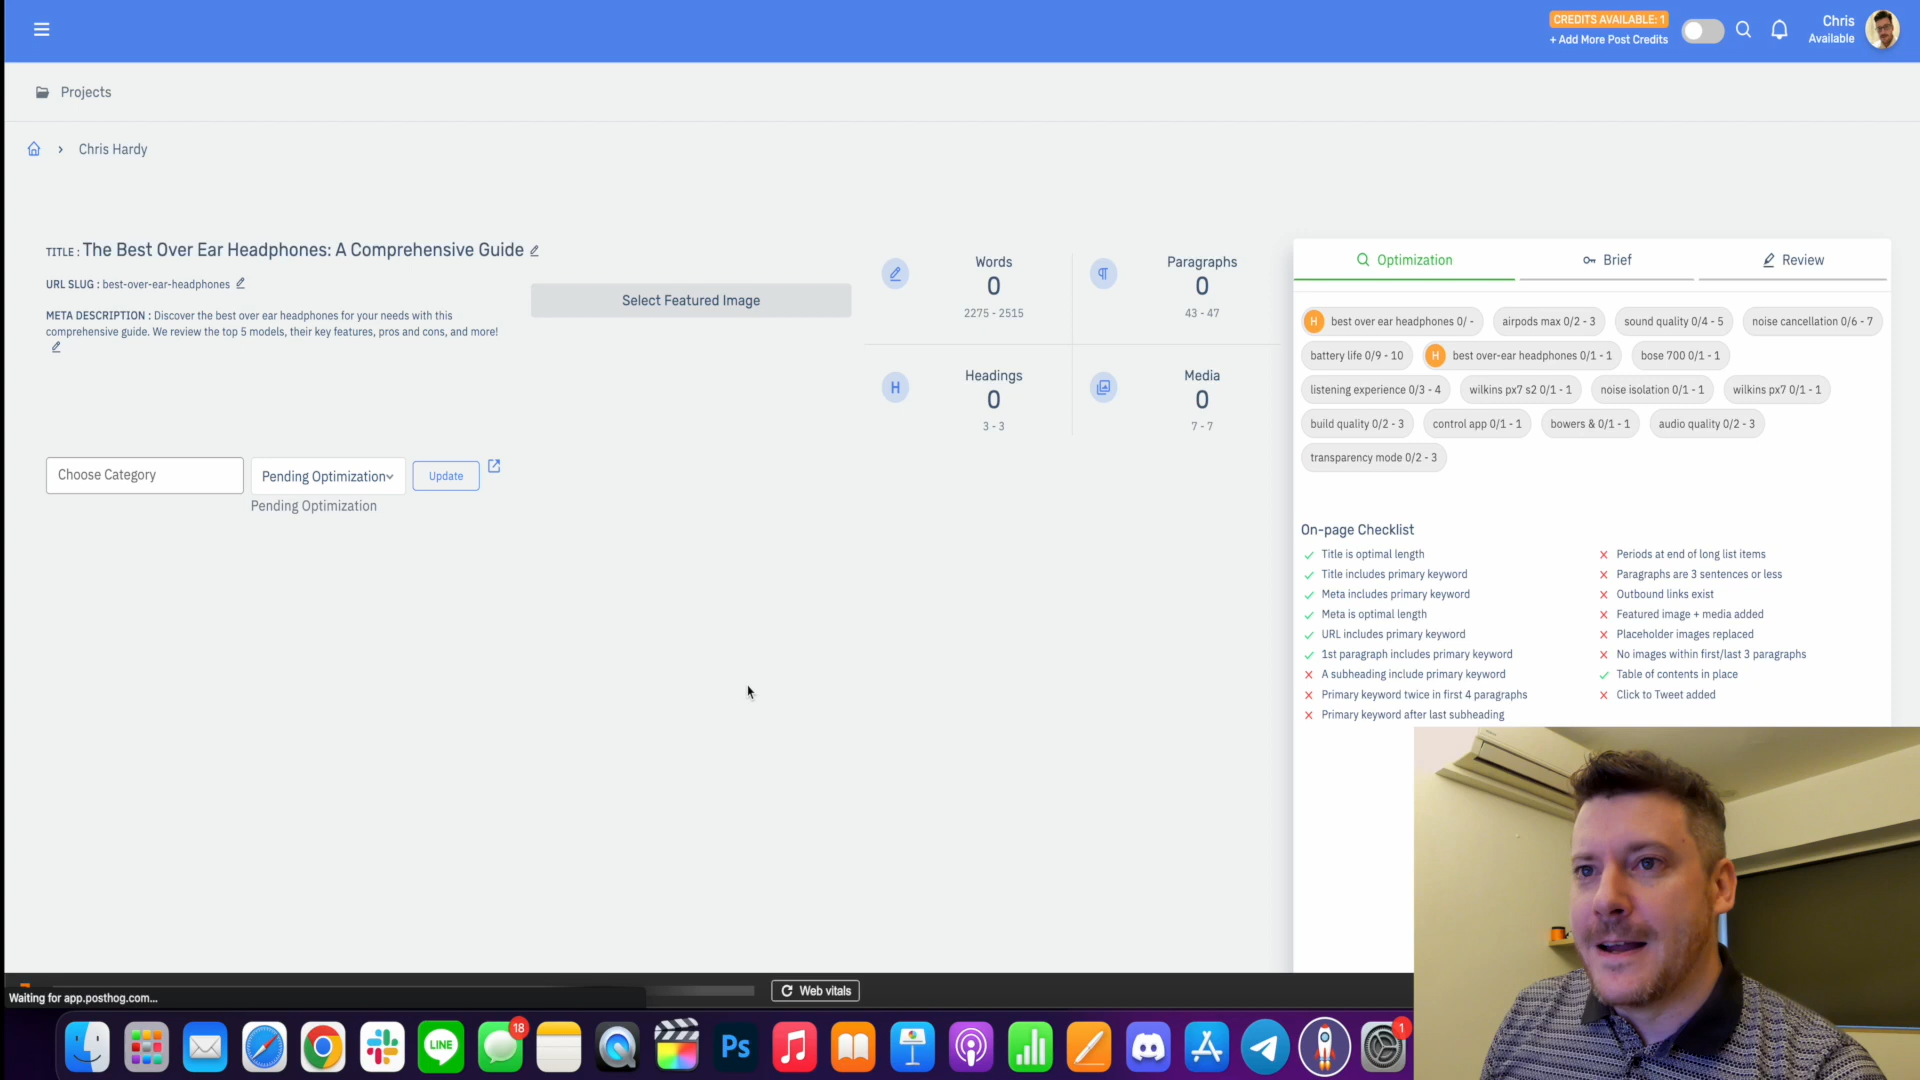 CREDITS AVAILABLE: 1
+ Add More Post Credits
Chris
Available
Projects
Chris Hardy
TITLE : The Best Over Ear Headphones: A Comprehensive Guide
URL SLUG : best-over-ear-headphones
META DESCRIPTION : Discover the best over ear headphones for your needs with this
comprehensive guide. We review the top 5 models, their key features, pros and cons, and more!
Select Featured Image
Words
0
2275 - 2515
Paragraphs
0
43 - 47
H
Headings
0
3 - 3
Media
0
7 - 7
Choose Category
Pending Optimization
Update
Pending Optimization
Optimization
Brief
Review
H best over ear headphones 0/ -
airpods max 0/2 - 3
sound quality 0/4 - 5
noise cancellation 0/6 - 7
battery life 0/9 - 10
H best over-ear headphones 0/1 - 1
bose 700 0/1 - 1
listening experience 0/3 - 4
wilkins px7 s2 0/1 - 1
noise isolation 0/1 - 1
wilkins px7 0/1 - 1
build quality 0/2 - 3
control app 0/1 - 1
bowers & 0/1 - 1
audio quality 0/2 - 3
transparency mode 0/2 - 3
On-page Checklist
Title is optimal length
Title includes primary keyword
Meta includes primary keyword
Meta is optimal length
URL includes primary keyword
1st paragraph includes primary keyword
A subheading include primary keyword
Primary keyword twice in first 4 paragraphs
Primary keyword after last subheading
Periods at end of long list items
Paragraphs are 3 sentences or less
Outbound links exist
Featured image + media added
Placeholder images replaced
No images within first/last 3 paragraphs
Table of contents in place
Click to Tweet added
Waiting for app.posthog.com...
Web vitals
LINE
18
Ps
1